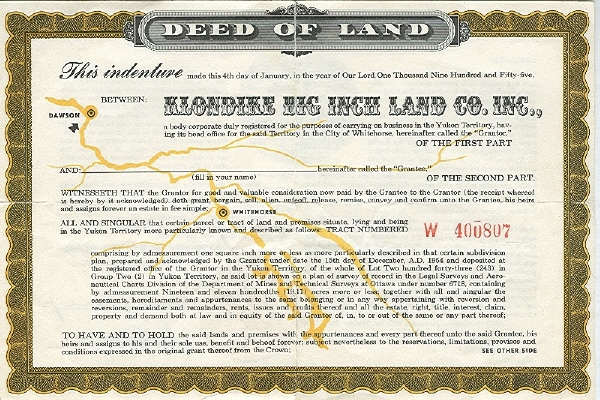 DEED OF LAND
This indenture made this 4th day of January, in the year of Our Lord One Thousand Nine Hundred and Fifty-five,
BETWEEN: KLONDIKE BIG INCH LAND CO. INC.,
DAWSON
a body corporate duly registered for the purposes of carrying on business in the Yukon Territory, hav-
ing its head office for the said Territory in the City of Whitehorse, hereinafter called the "Grantor,"
OF THE FIRST PART
AND: hereinafter called the "Grantee,"
(fill in your name) OF THE SECOND PART.
WITNESSETH THAT the Grantor for good and valuable consideration now paid by the Grantee to the Grantor (the receipt whereof
is hereby by it acknowledged) doth grant, bargain, sell, alien, enfeoff, release, remise, convey and confirm unto the Grantee, his heirs
and assigns forever an estate in fee simple;
WHITEHORSE
ALL AND SINGULAR that certain parcel or tract of land and premises situate, lying and being
in the Yukon Territory more particularly known and described as follows: TRACT NUMBERED W 400807
comprising by admeasurement one square inch more or less as more particularly described in that certain subdivision
plan, prepared and acknowledged by the Grantor under date the 15th day of December, A.D. 1954 and deposited at
the registered office of the Grantor in the Yukon Territory, of the whole of Lot Two Hundred forty-three (243) in
Group Two (2) in Yukon Territory, as said lot is shown on a plan of survey of record in the Legal Surveys and Aero-
nautical Charts Division of the Department of Mines and Technical Surveys at Ottawa under number 6718, containing
by admeasurement Nineteen and eleven hundredths (19.11) acres more or less, together with all and singular the
easements, hereditaments and appurtenances to the same belonging or in any way appertaining with reversion and
reversions, remainder and remainders, rents, issues and profits thereof and all the estate right, title, interest, claim,
property and demand both at law and in equity of the said Grantor of, in, to or out of the same or any part thereof;
TO HAVE AND TO HOLD the said lands and premises with the appurtenances and every part thereof unto the said Grantor, his
heirs and assigns to his and their sole use, benefit and behoof forever; subject nevertheless to the reservations, limitations, provisos and
conditions expressed in the original grant thereof from the Crown; SEE OTHER SIDE